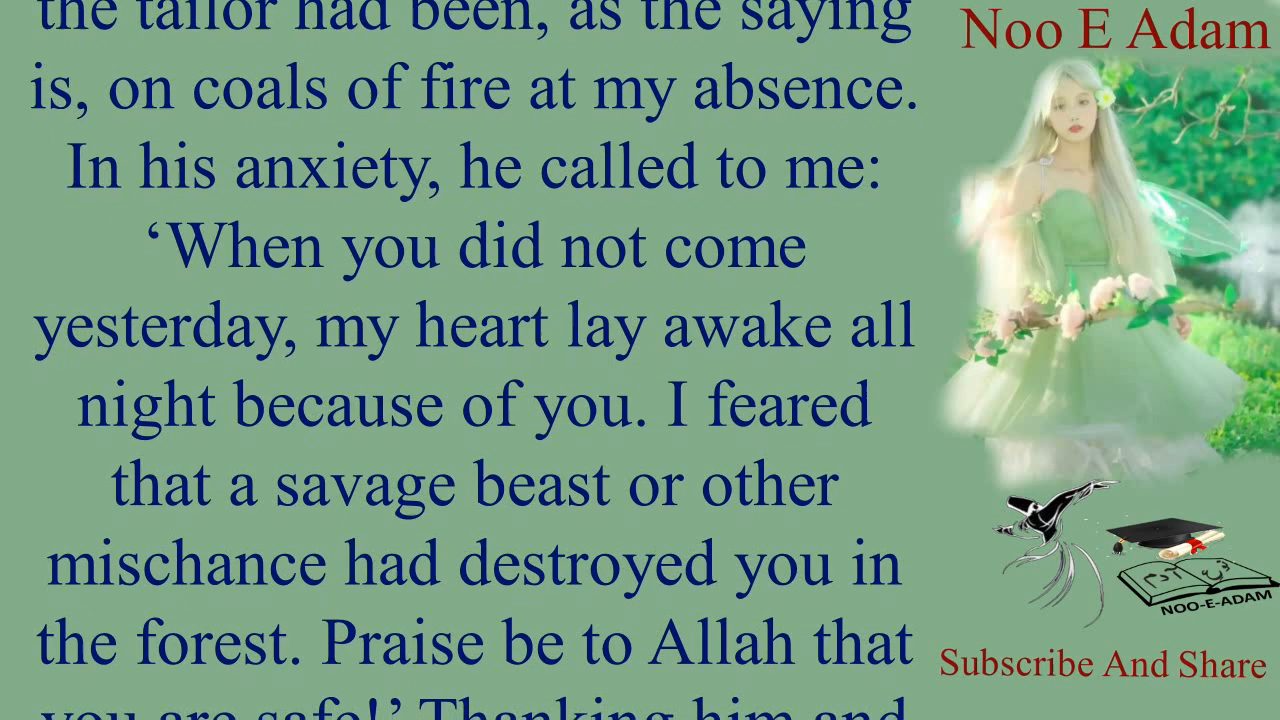 the tailor had been, as the saying
is, on coals of fire at my absence.
In his anxiety, he called to me:
‘When you did not come
yesterday, my heart lay awake all
night because of you. I feared
that a savage beast or other
mischance had destroyed you in
the forest. Praise be to Allah that
you are safe!’ Thanking him and
Noo E Adam
نوع
آدم
NOO-E-ADAM
Subscribe And Share